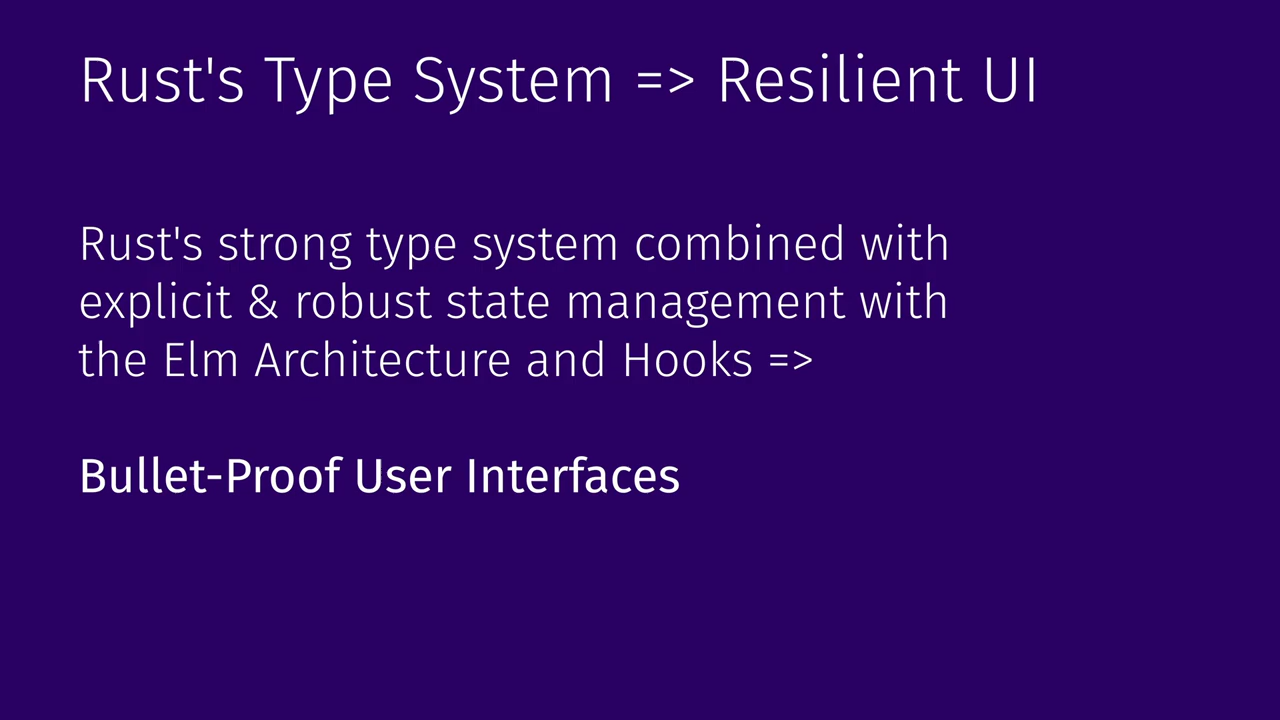 Rust's Type System => Resilient UI
Rust's strong type system combined with
explicit & robust state management with
the Elm Architecture and Hooks =>
Bullet-Proof User Interfaces